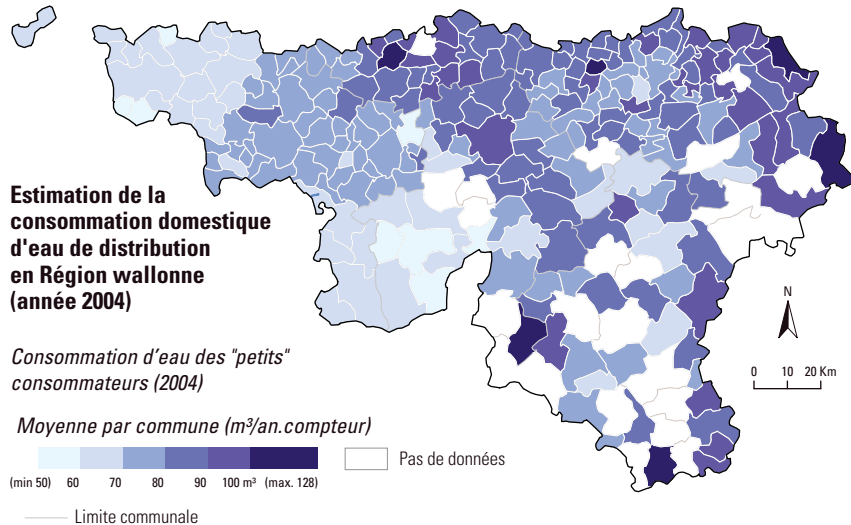 Estimation de la
consommation domestique
d'eau de distribution
en Région wallonne
(année 2004)
Consommation d'eau des "petits"
consommateurs (2004)
Moyenne par commune (m³/an.compteur)
(min 50) 60 70 80 90 100 m³ (max. 128)
Pas de données
Limite communale
N
0 10 20 Km